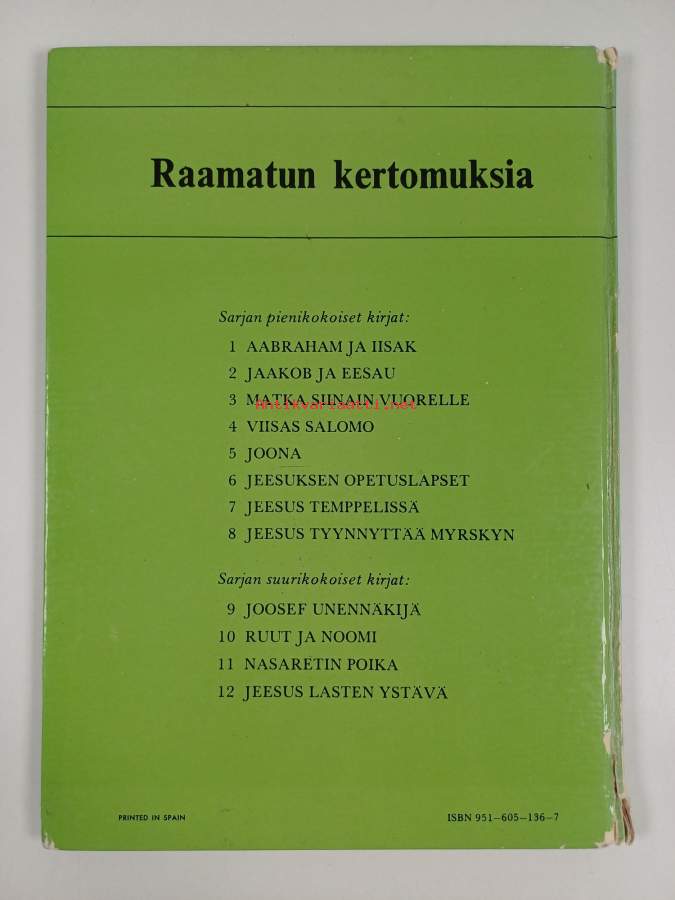 Raamatun kertomuksia
Sarjan pienikokoiset kirjat:
1 AABRAHAM JA IISAK
2 JAAKOB JA EESAU
3 MATKA SIINAIN VUORELLE
Antikvariaatti.net
4 VIISAS SALOMO
5 JOONA
6 JEESUKSEN OPETUSLAPSET
7 JEESUS TEMPPELISSÄ
8 JEESUS TYYNNYTTÄÄ MYRSKYN
Sarjan suurikokoiset kirjat:
9 JOOSEF UNENNÄKIJÄ
10 RUUT JA NOOMI
11 NASARETIN POIKA
12 JEESUS LASTEN YSTÄVÄ
PRINTED IN SPAIN
ISBN 951-605-136-7